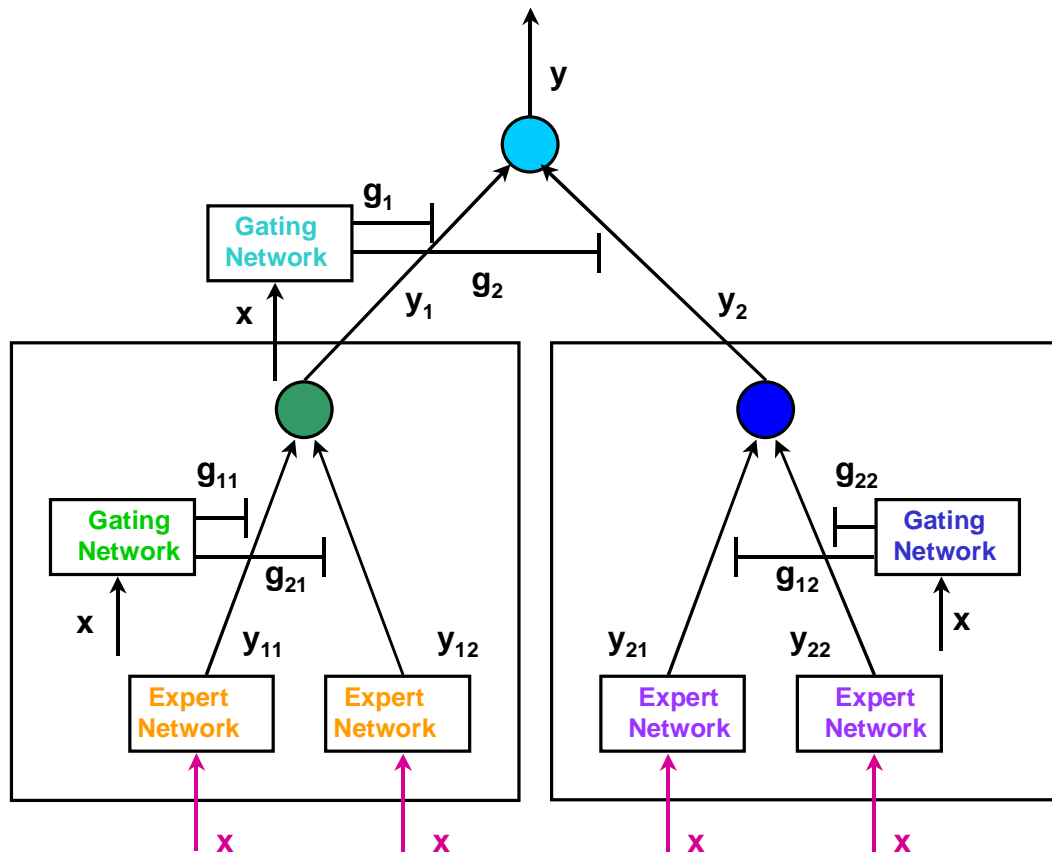 y
g₁
Gating
Network
g₂
x
y₁
y₂
g₁₁
g₂₂
Gating
Network
Gating
Network
g₂₁
g₁₂
x
x
y₁₁
y₁₂
y₂₁
y₂₂
Expert
Network
Expert
Network
Expert
Network
Expert
Network
x
x
x
x